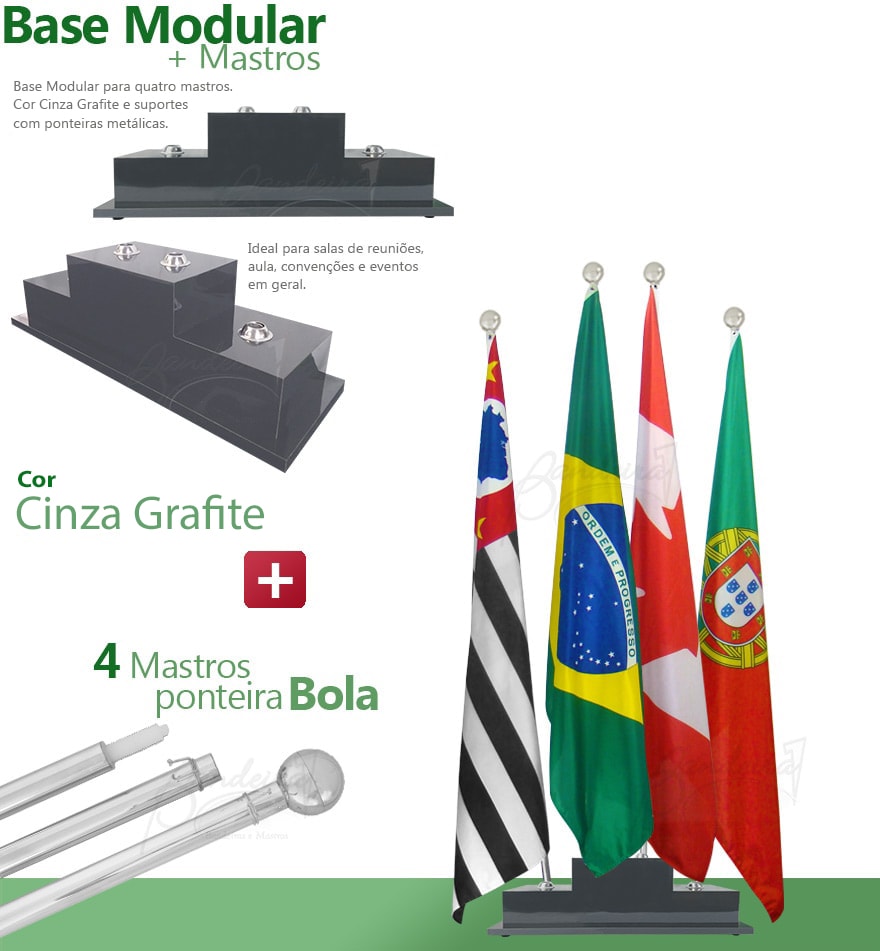 Base Modular
+ Mastros
Base Modular para quatro mastros.
Cor Cinza Grafite e suportes
com ponteiras metálicas.
Ideal para salas de reuniões,
aula, convenções e eventos
em geral.
Cor
Cinza Grafite
4 Mastros
ponteira Bola
ORDEM E PROGRESSO